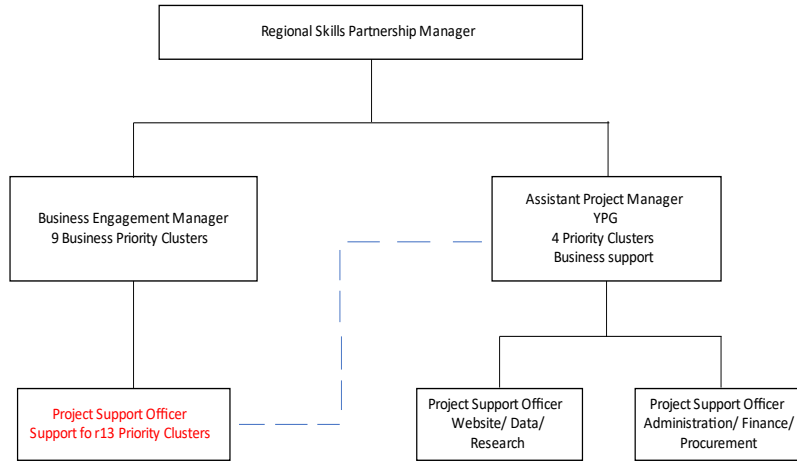 Regional Skills Partnership Manager
Business Engagement Manager
9 Business Priority Clusters
Assistant Project Manager
YPG
4 Priority Clusters
Business support
Project Support Officer
Support fo r13 Priority Clusters
Project Support Officer
Website/ Data/
Research
Project Support Officer
Administration/ Finance/
Procurement